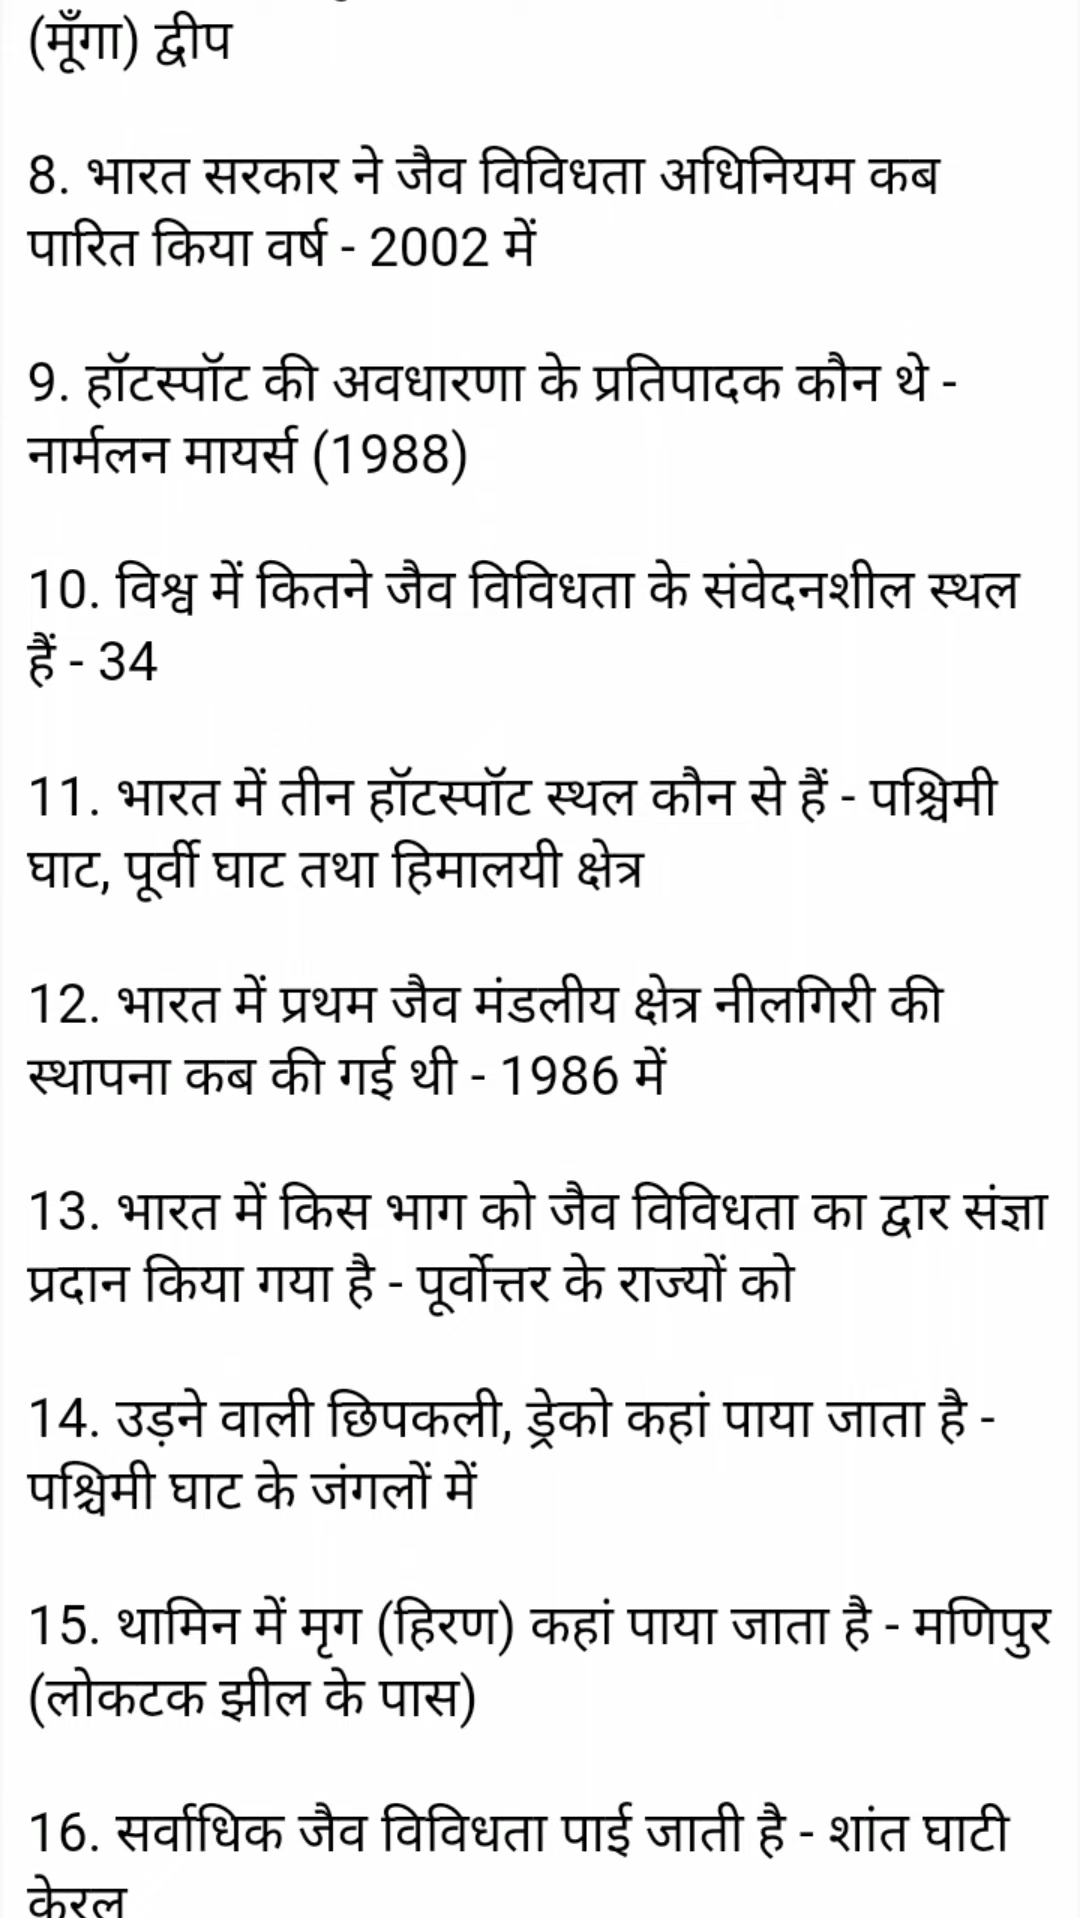 (मूँगा) द्वीप
8. भारत सरकार ने जैव विविधता अधिनियम कब
पारित किया वर्ष - 2002 में
9. हॉटस्पॉट की अवधारणा के प्रतिपादक कौन थे -
नार्मलन मायर्स (1988)
10. विश्व में कितने जैव विविधता के संवेदनशील स्थल
हैं - 34
11. भारत में तीन हॉटस्पॉट स्थल कौन से हैं - पश्चिमी
घाट, पूर्वी घाट तथा हिमालयी क्षेत्र
12. भारत में प्रथम जैव मंडलीय क्षेत्र नीलगिरी की
स्थापना कब की गई थी - 1986 में
13. भारत में किस भाग को जैव विविधता का द्वार संज्ञा
प्रदान किया गया है - पूर्वोत्तर के राज्यों को
14. उड़ने वाली छिपकली, ड्रेको कहां पाया जाता है -
पश्चिमी घाट के जंगलों में
15. थामिन में मृग (हिरण) कहां पाया जाता है - मणिपुर
(लोकटक झील के पास)
16. सर्वाधिक जैव विविधता पाई जाती है - शांत घाटी
केरल